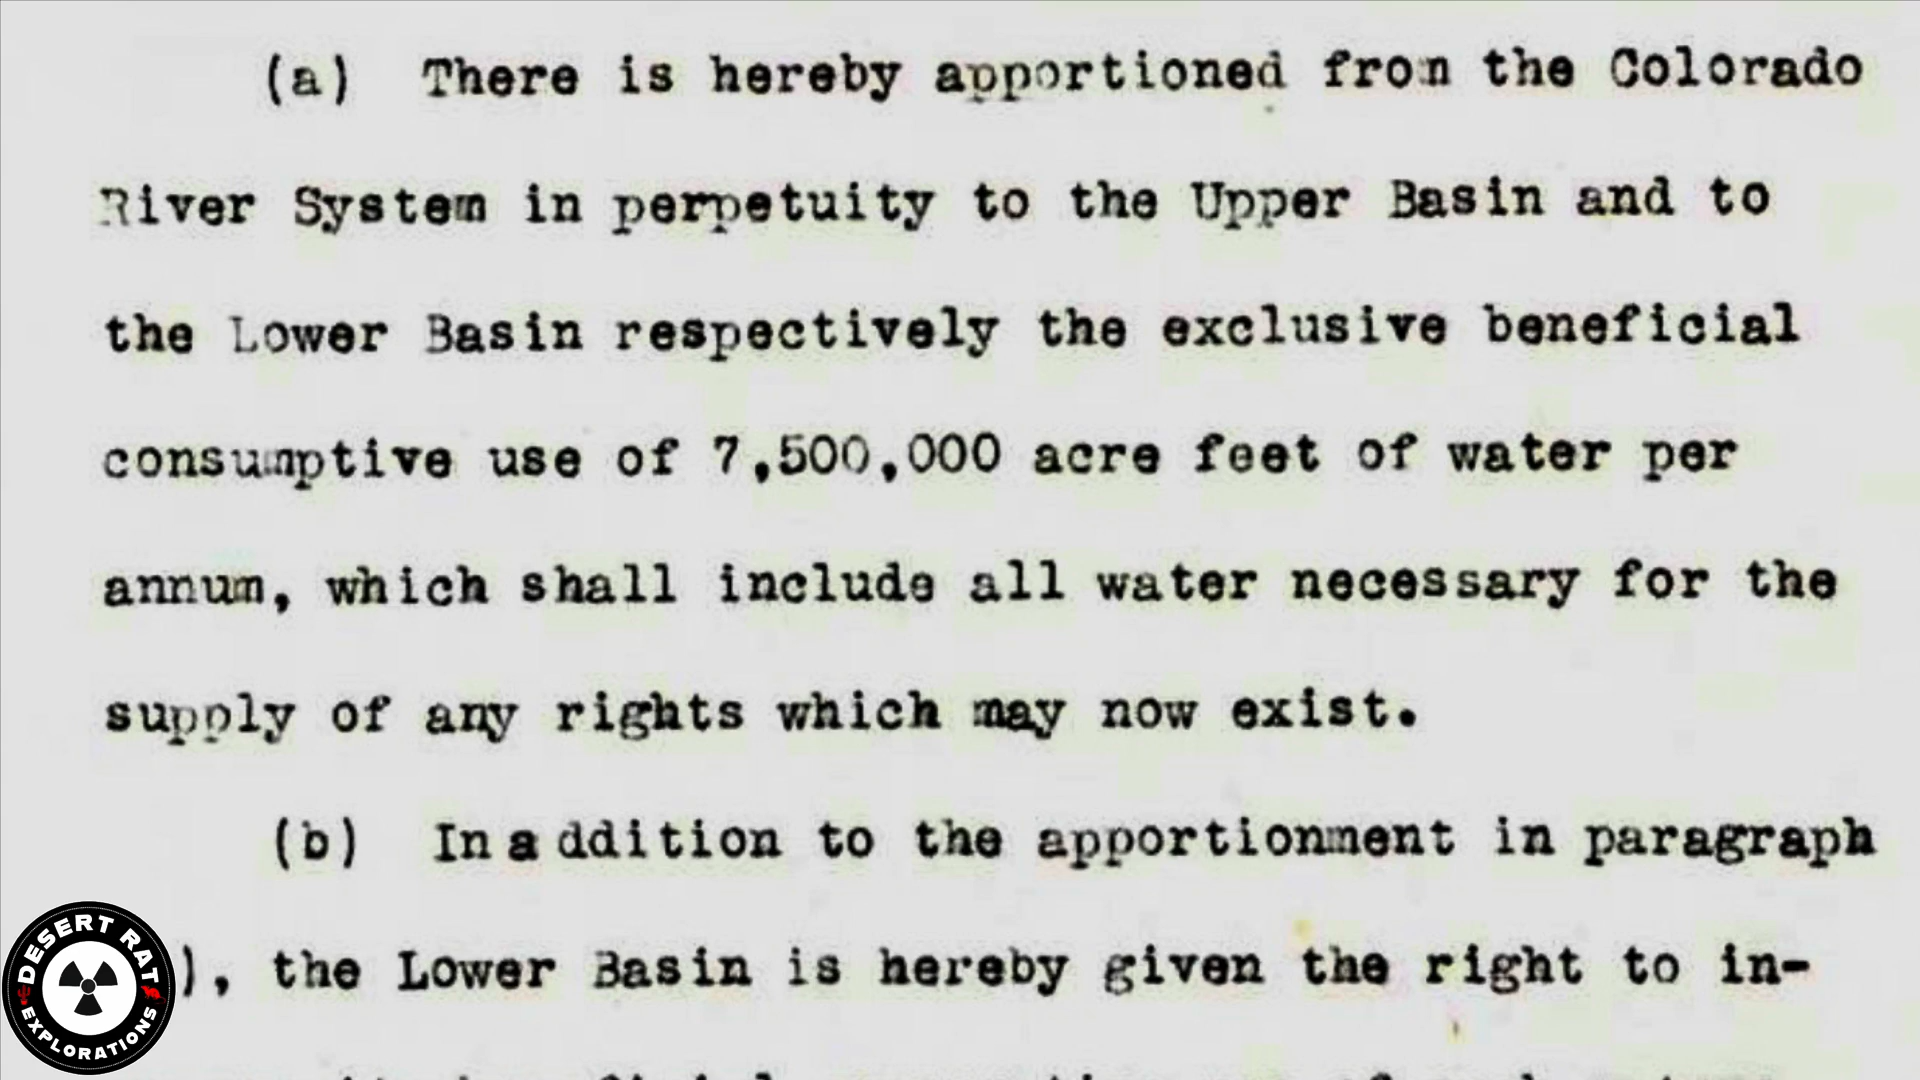 (a) There is hereby apportioned from the Colorado
River System in perpetuity to the Upper Basin and to
the Lower Basin respectively the exclusive beneficial
consumptive use of 7,500,000 acre feet of water per
annum, which shall include all water necessary for the
supply of any rights which may now exist.
(b) In addition to the apportionment in paragraph
), the Lower Basin is hereby given the right to in-
DESERT RAT
EXPLORATIONS